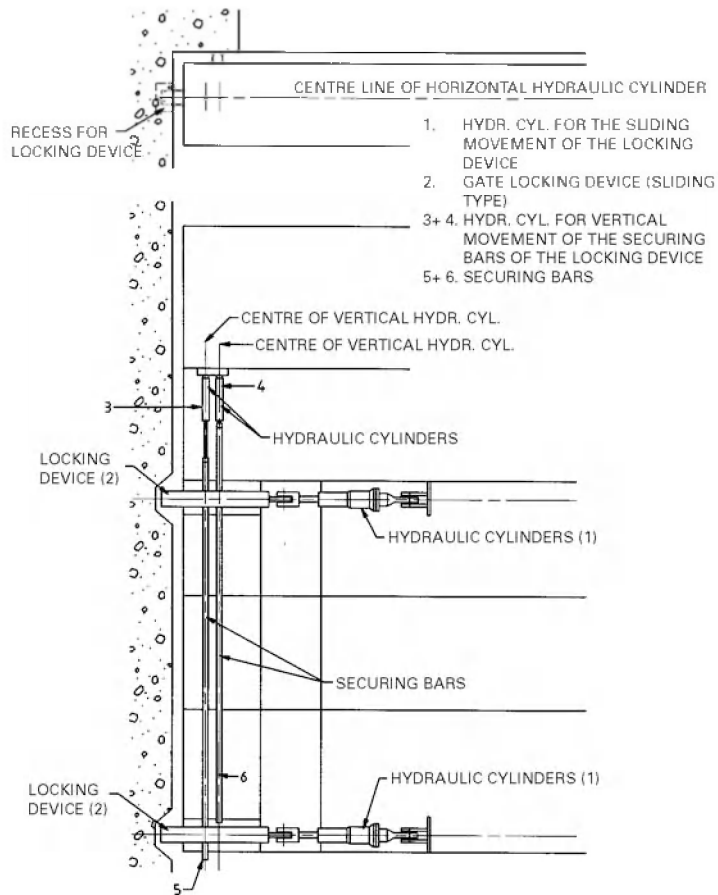 CENTRE LINE OF HORIZONTAL HYDRAULIC CYLINDER
RECESS FOR
LOCKING DEVICE
1. HYDR. CYL. FOR THE SLIDING
MOVEMENT OF THE LOCKING
DEVICE
2. GATE LOCKING DEVICE (SLIDING
TYPE)
3+ 4. HYDR. CYL. FOR VERTICAL
MOVEMENT OF THE SECURING
BARS OF THE LOCKING DEVICE
5+ 6. SECURING BARS
CENTRE OF VERTICAL HYDR. CYL.
CENTRE OF VERTICAL HYDR. CYL.
4
3
HYDRAULIC CYLINDERS
LOCKING
DEVICE (2)
HYDRAULIC CYLINDERS (1)
SECURING BARS
6
HYDRAULIC CYLINDERS (1)
LOCKING
DEVICE (2)
5